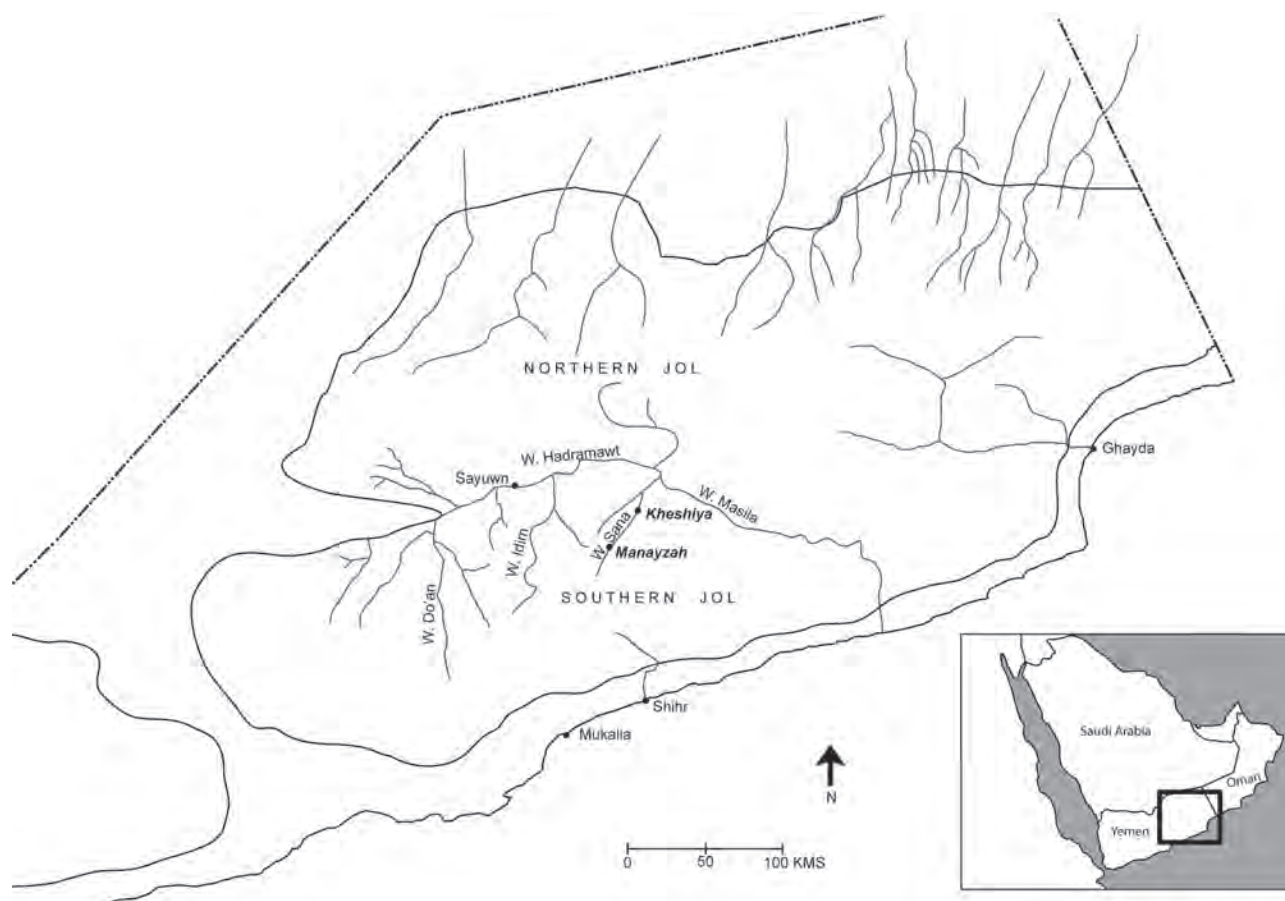 NORTHERN JOL
Ghayda
W. Hadramawt
Sayuwn
W. Masila
Kheshiya
W. Sana
W. Idim
Manayzah
SOUTHERN JOL
W. Do'an
Shihr
Mukalla
N
0 50 100 KMS
Saudi Arabia
Oman
Yemen